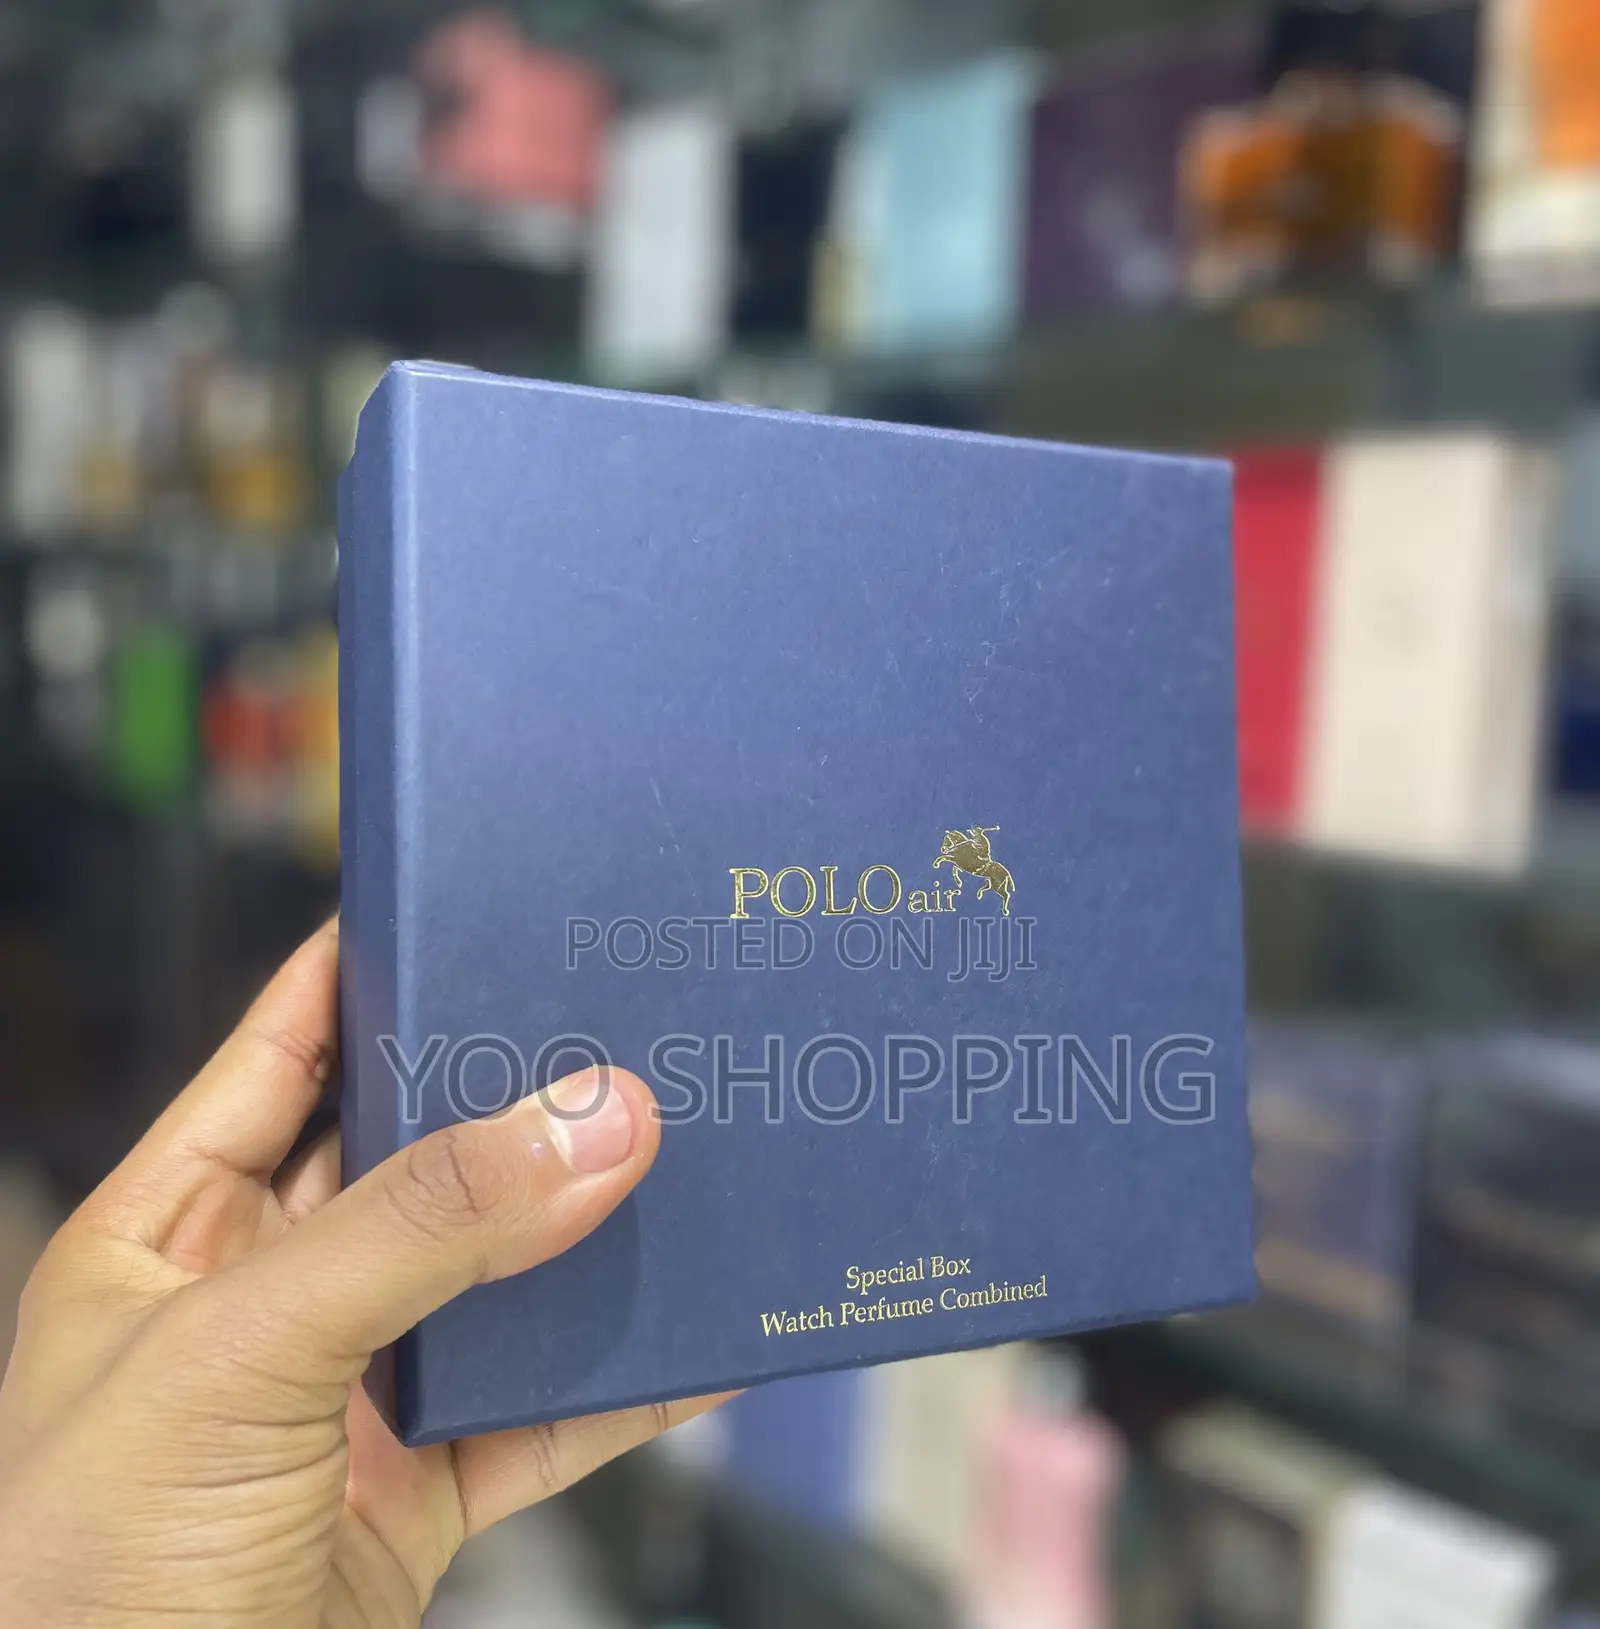 POLO air
POSTED ON JIJI
YOO SHOPPING
Special Box
Watch Perfume Combined